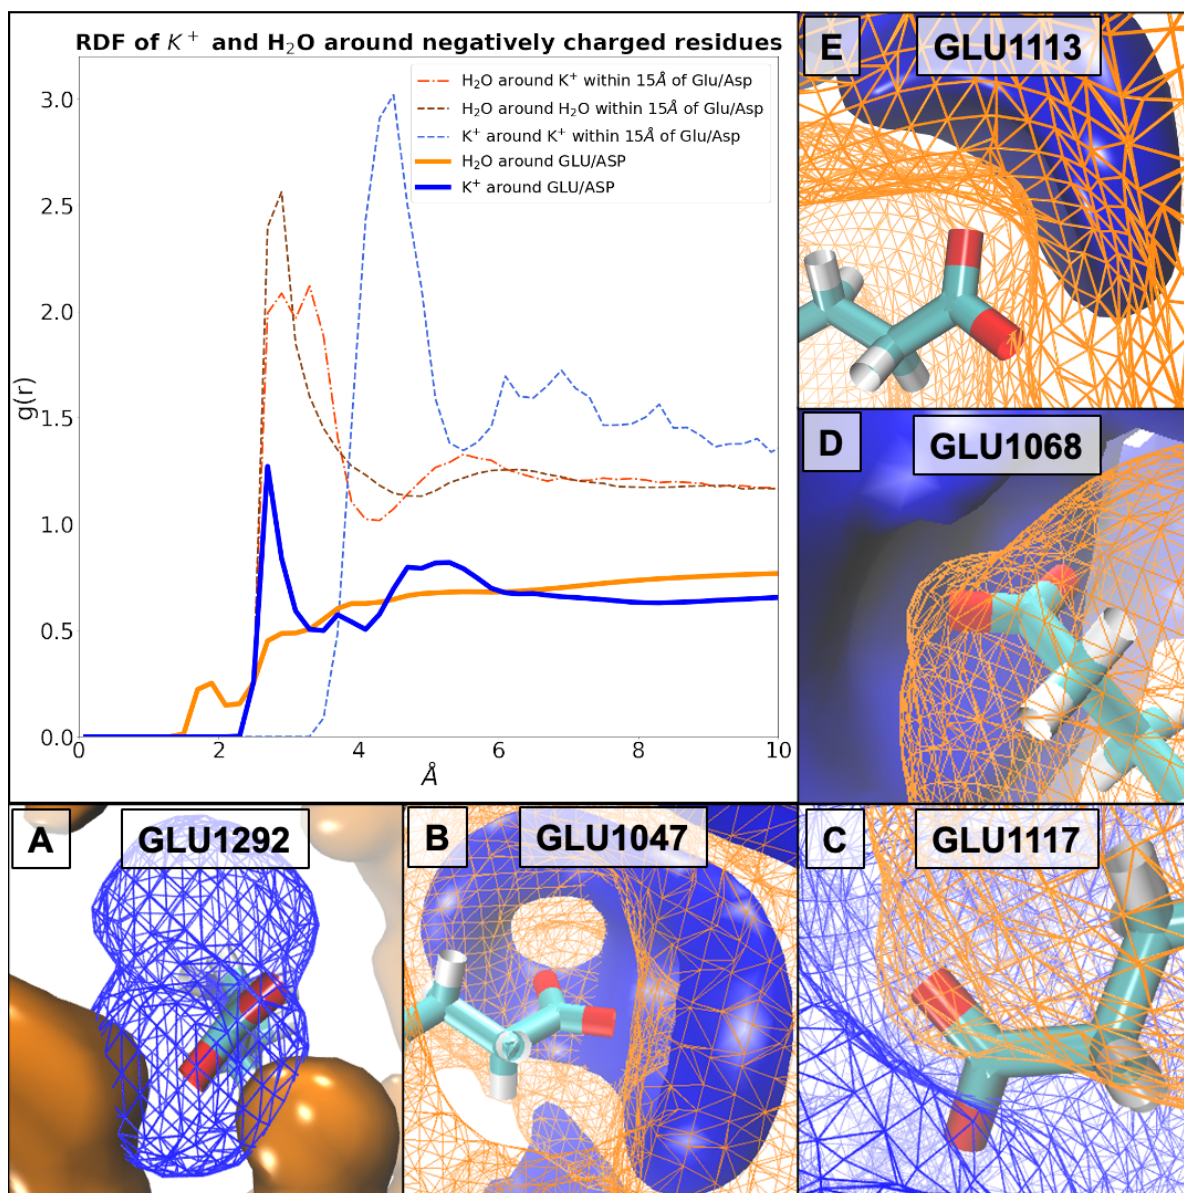 RDF of K⁺ and H₂O around negatively charged residues
H₂O around K⁺ within 15Å of Glu/Asp
H₂O around H₂O within 15Å of Glu/Asp
K⁺ around K⁺ within 15Å of Glu/Asp
H₂O around GLU/ASP
K⁺ around GLU/ASP
3.0
2.5
2.0
1.5
1.0
0.5
0.0
g(r)
0 2 4 6 8 10
Å
E GLU1113
D GLU1068
A GLU1292
B GLU1047
C GLU1117